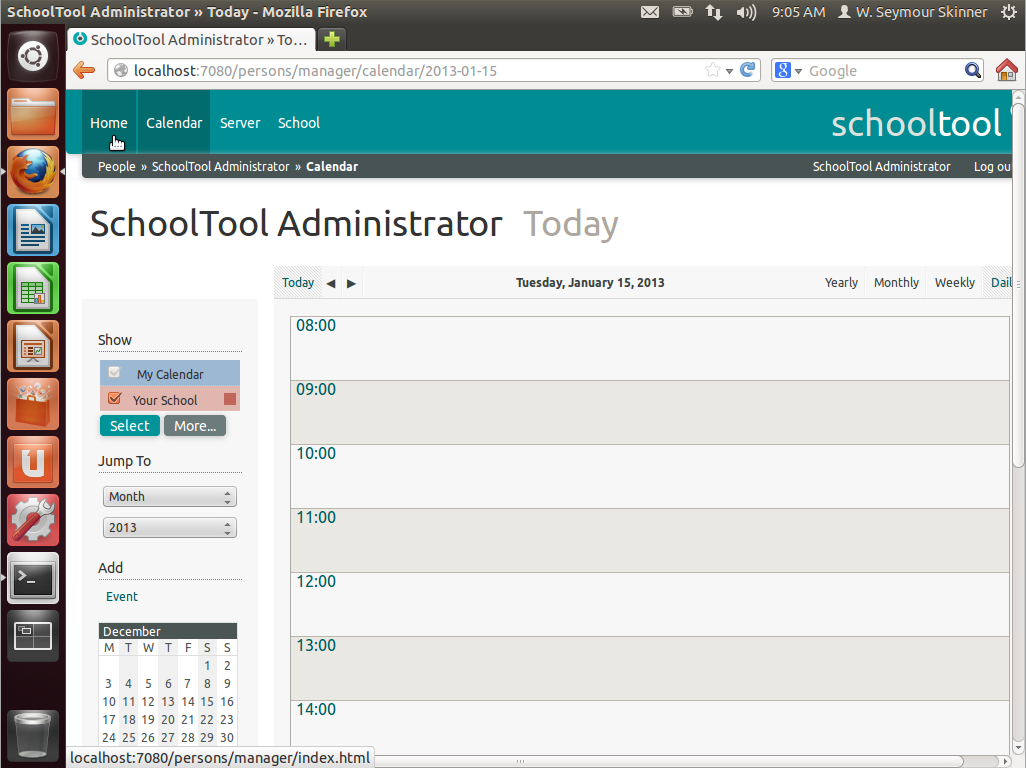 SchoolTool Administrator » Today - Mozilla Firefox
9:05 AM W. Seymour Skinner
SchoolTool Administrator » To...
localhost:7080/persons/manager/calendar/2013-01-15
8 Google
Home Calendar Server School
schooltool
People » SchoolTool Administrator » Calendar
SchoolTool Administrator Log ou
SchoolTool Administrator Today
Today ◀ ▶ Tuesday, January 15, 2013 Yearly Monthly Weekly Dail
Show
My Calendar
Your School
Select More...
Jump To
Month
2013
Add
Event
December
M T W T F S S
1 2
3 4 5 6 7 8 9
10 11 12 13 14 15 16
17 18 19 20 21 22 23
24 25 26 27 28 29 30
08:00
09:00
10:00
11:00
12:00
13:00
14:00
localhost:7080/persons/manager/index.html